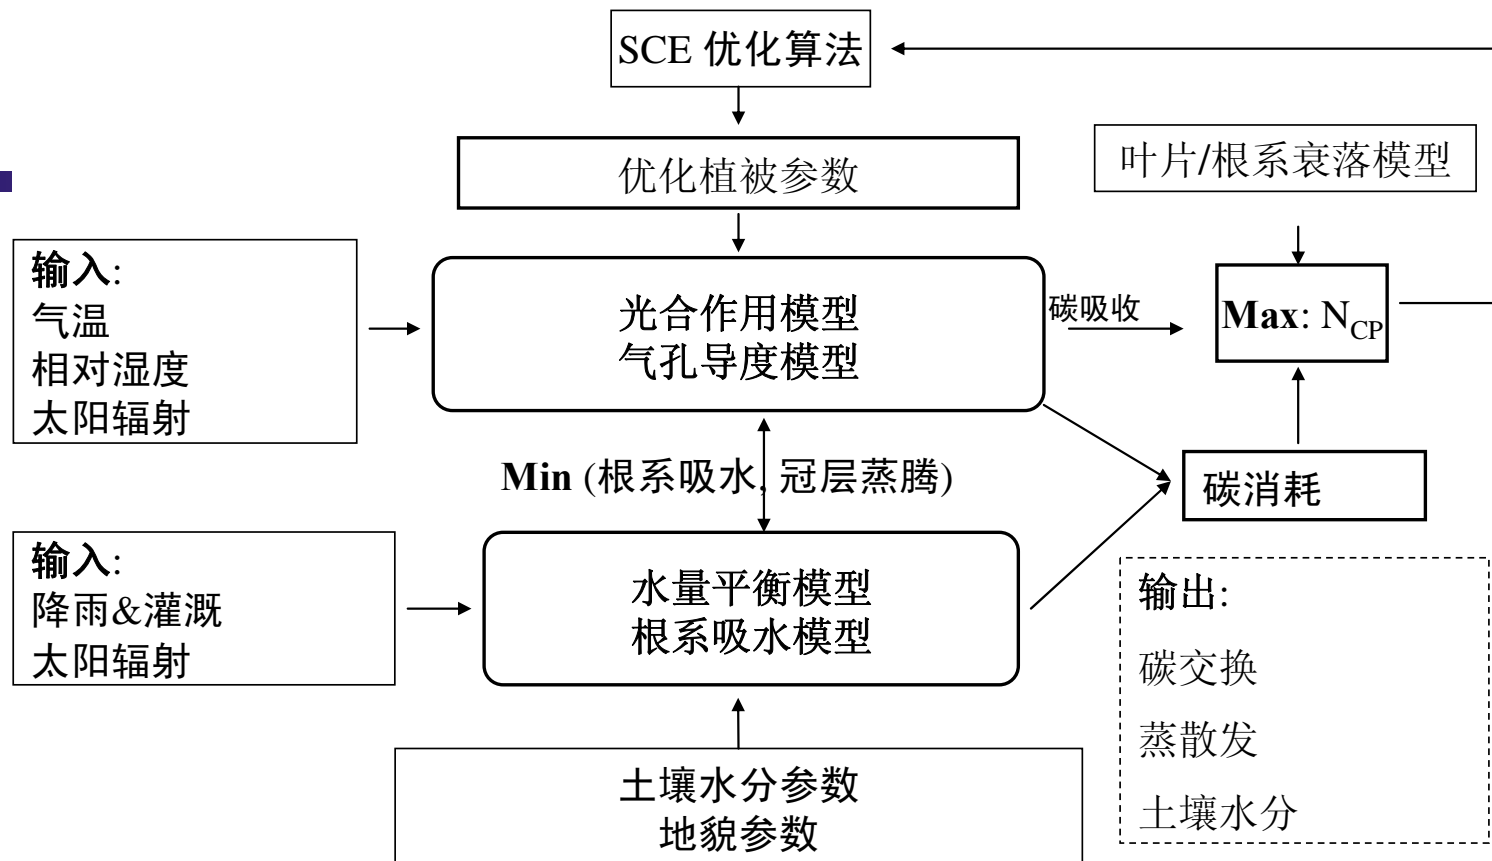 SCE 优化算法
优化植被参数
叶片/根系衰落模型
输入:
气温
相对湿度
太阳辐射
光合作用模型
气孔导度模型
碳吸收
Max: N_CP
Min (根系吸水, 冠层蒸腾)
碳消耗
输入:
降雨&灌溉
太阳辐射
水量平衡模型
根系吸水模型
输出:
碳交换
蒸散发
土壤水分
土壤水分参数
地貌参数